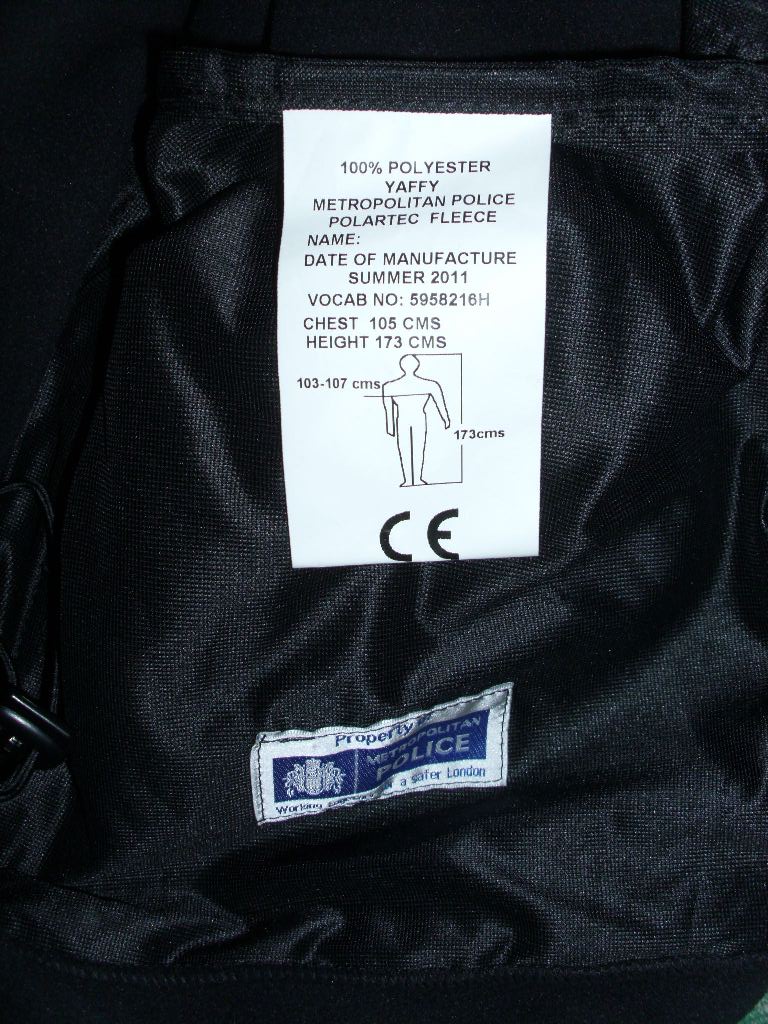 100% POLYESTER
YAFFY
METROPOLITAN POLICE
POLARTEC FLEECE
NAME:
DATE OF MANUFACTURE
SUMMER 2011
VOCAB NO: 5958216H
CHEST 105 CMS
HEIGHT 173 CMS
103-107 cms
173cms
CE
Property
METROPOLITAN
POLICE
Working a safer London